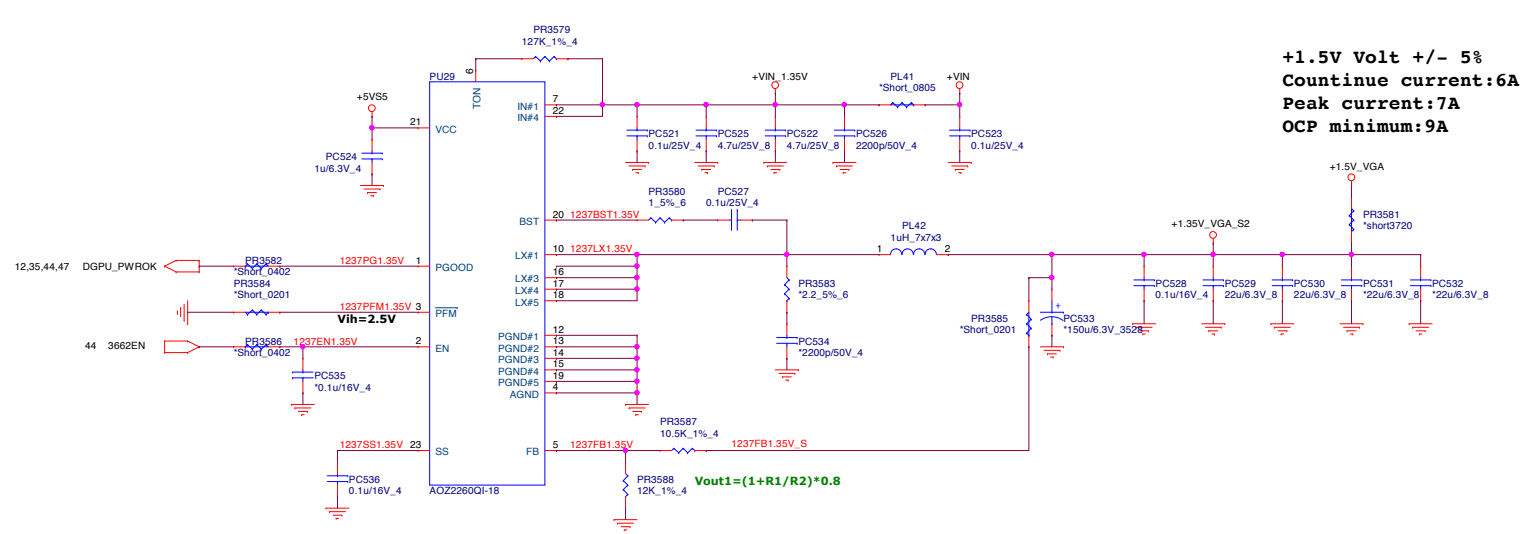 PR3579
127K_1%_4
+1.5V Volt +/- 5%
Countinue current:6A
Peak current:7A
OCP minimum:9A
PU29
6
TON
+5VS5
21
VCC
PC524
1u/6.3V_4
7
22
IN#1
IN#4
+VIN_1.35V
PL41
*Short_0805
+VIN
PC521
0.1u/25V_4
PC525
4.7u/25V_8
PC522
4.7u/25V_8
PC526
2200p/50V_4
PC523
0.1u/25V_4
+1.5V_VGA
PR3581
*short3720
BST
20
1237BST1.35V
PR3580
1_5%_6
PC527
0.1u/25V_4
LX#1
10
1237LX1.35V
LX#3
16
LX#4
17
LX#5
18
PL42
1uH_7x7x3
1
2
+1.35V_VGA_S2
12,35,44,47
DGPU_PWROK
PR3582
*Short_0402
1237PG1.35V
1
PGOOD
PR3584
*Short_0201
1237PFM1.35V
3
PFM
Vih=2.5V
44
3662EN
PR3586
*Short_0402
1237EN1.35V
2
EN
PC535
*0.1u/16V_4
PR3583
*2.2_5%_6
PC534
*2200p/50V_4
PR3585
*Short_0201
PC533
*150u/6.3V_3528
PC528
0.1u/16V_4
PC529
22u/6.3V_8
PC530
22u/6.3V_8
PC531
*22u/6.3V_8
PC532
*22u/6.3V_8
PGND#1
12
PGND#2
13
PGND#3
14
PGND#4
15
PGND#5
19
AGND
4
1237SS1.35V
23
SS
PC536
0.1u/16V_4
FB
5
1237FB1.35V
PR3587
10.5K_1%_4
1237FB1.35V_S
PR3588
12K_1%_4
Vout1=(1+R1/R2)*0.8
AOZ2260QI-18